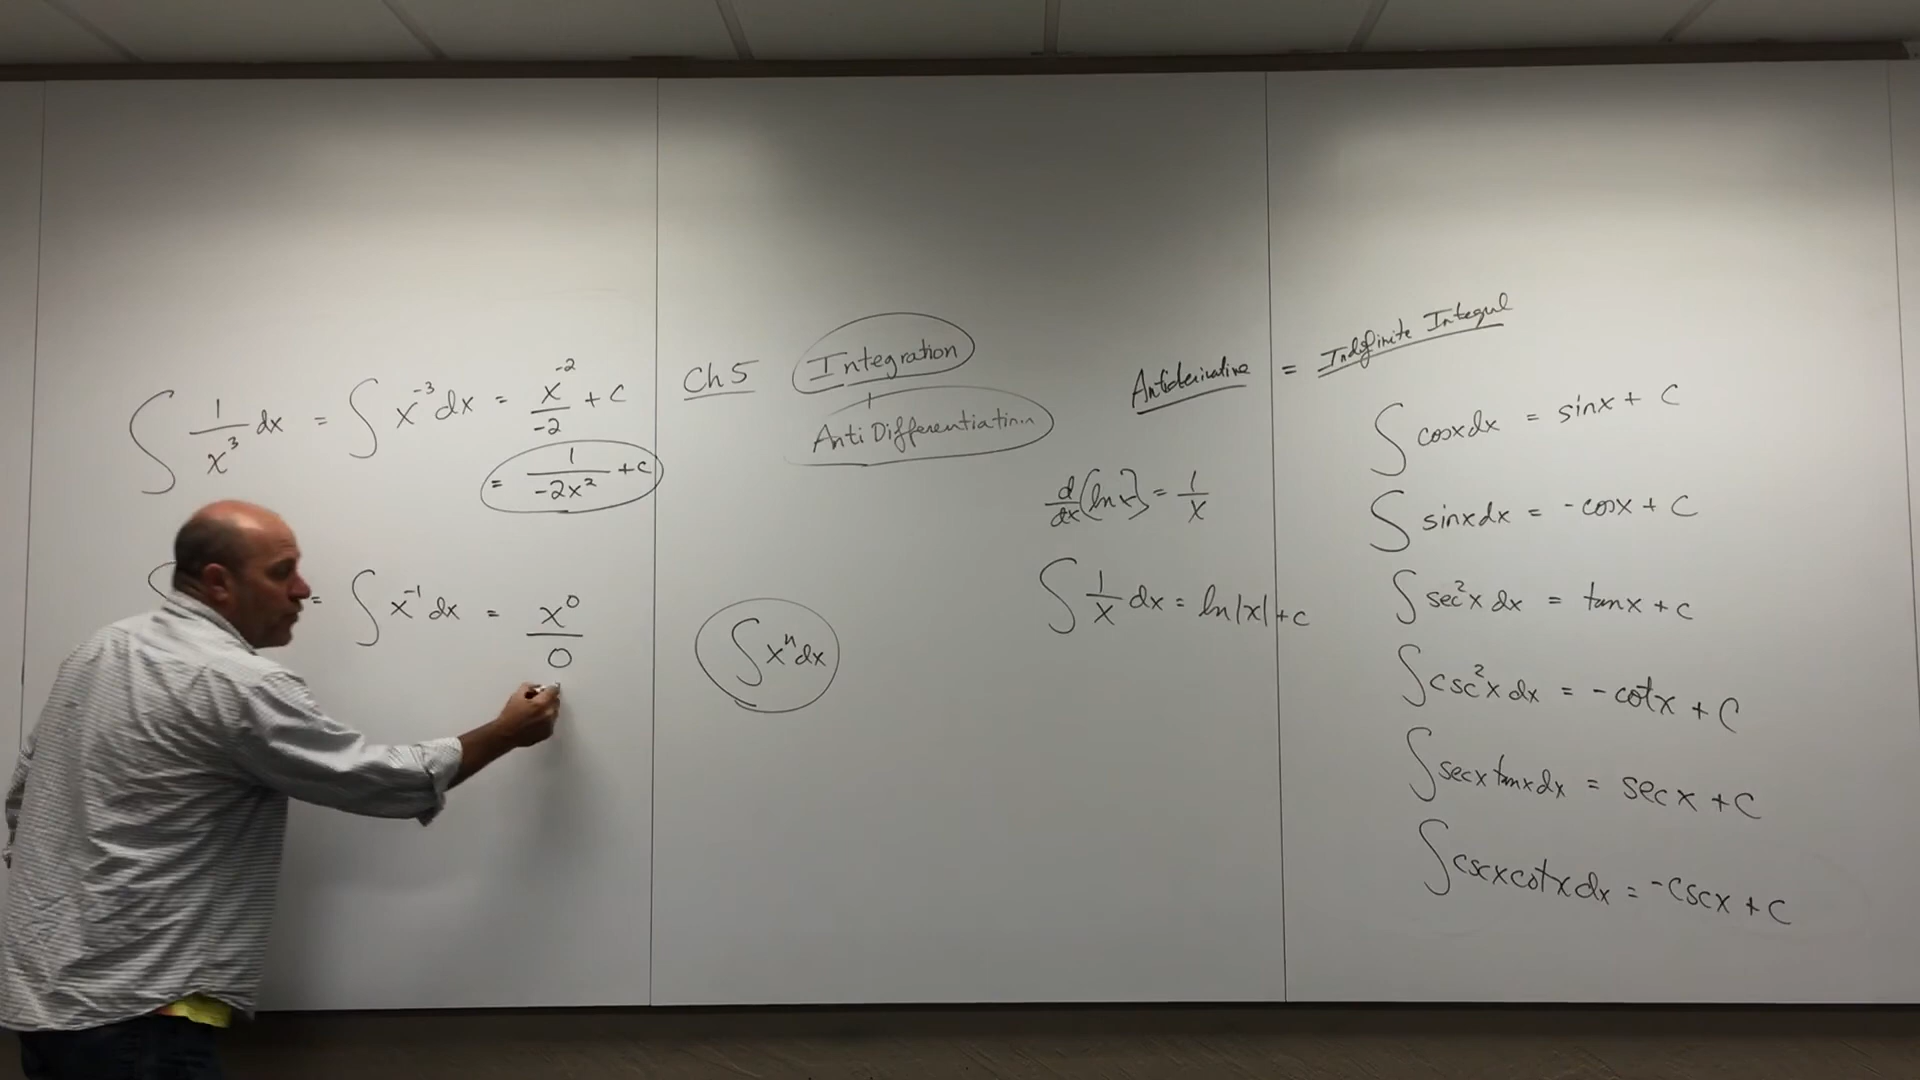 ∫ 1/x³ dx = ∫ x⁻³ dx = x⁻²/-2 + C
= 1/-2x² + C
= ∫ x⁻¹ dx = x⁰/0
Ch 5 Integration
+
Anti Differentiation
∫ xⁿ dx
Antiderivative = Indefinite Integral
d/dx (ln x) = 1/x
∫ 1/x dx = ln|x| + C
∫ cosx dx = sinx + C
∫ sinx dx = -cosx + C
∫ sec²x dx = tanx + C
∫ csc²x dx = -cotx + C
∫ secx tanx dx = secx + C
∫ cscx cotx dx = -cscx + C